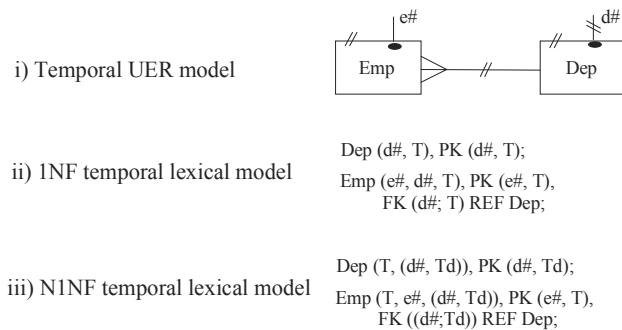 e#
d#
i) Temporal UER model
Emp
Dep
Dep (d#, T), PK (d#, T);
ii) 1NF temporal lexical model
Emp (e#, d#, T), PK (e#, T),
FK (d#; T) REF Dep;
Dep (T, (d#, Td)), PK (d#, Td);
iii) N1NF temporal lexical model
Emp (T, e#, (d#, Td)), PK (e#, T),
FK ((d#;Td)) REF Dep;